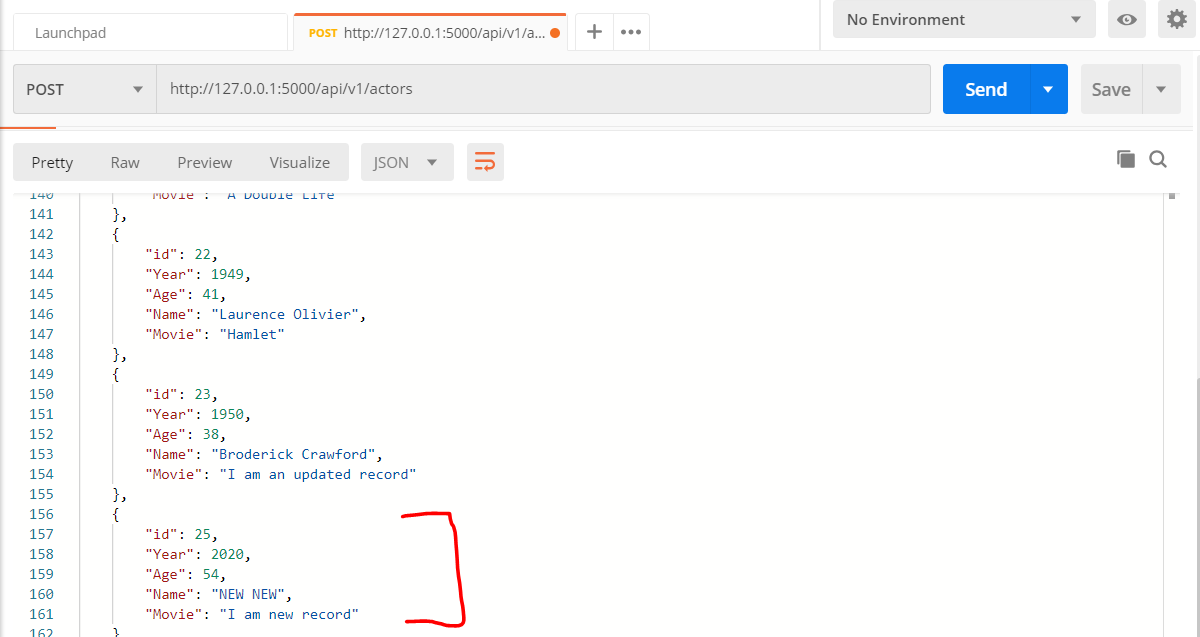 Launchpad POST http://127.0.0.1:5000/api/v1/a... No Environment
POST http://127.0.0.1:5000/api/v1/actors Send Save
Pretty Raw Preview Visualize JSON
140 "Movie": "A Double Life"
141 },
142 {
143 "id": 22,
144 "Year": 1949,
145 "Age": 41,
146 "Name": "Laurence Olivier",
147 "Movie": "Hamlet"
148 },
149 {
150 "id": 23,
151 "Year": 1950,
152 "Age": 38,
153 "Name": "Broderick Crawford",
154 "Movie": "I am an updated record"
155 },
156 {
157 "id": 25,
158 "Year": 2020,
159 "Age": 54,
160 "Name": "NEW NEW",
161 "Movie": "I am new record"
162 }